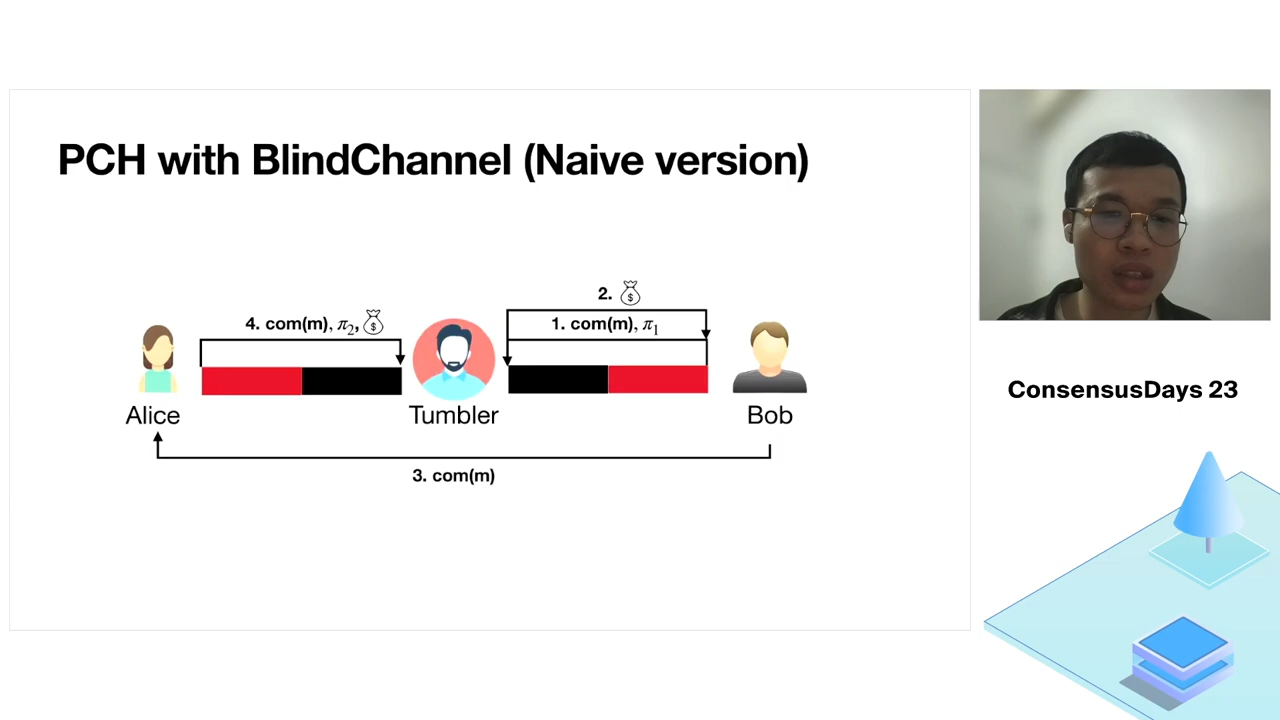 PCH with BlindChannel (Naive version)
2.
4. com(m), π2,
1. com(m), π1
Alice
Tumbler
Bob
3. com(m)
ConsensusDays 23